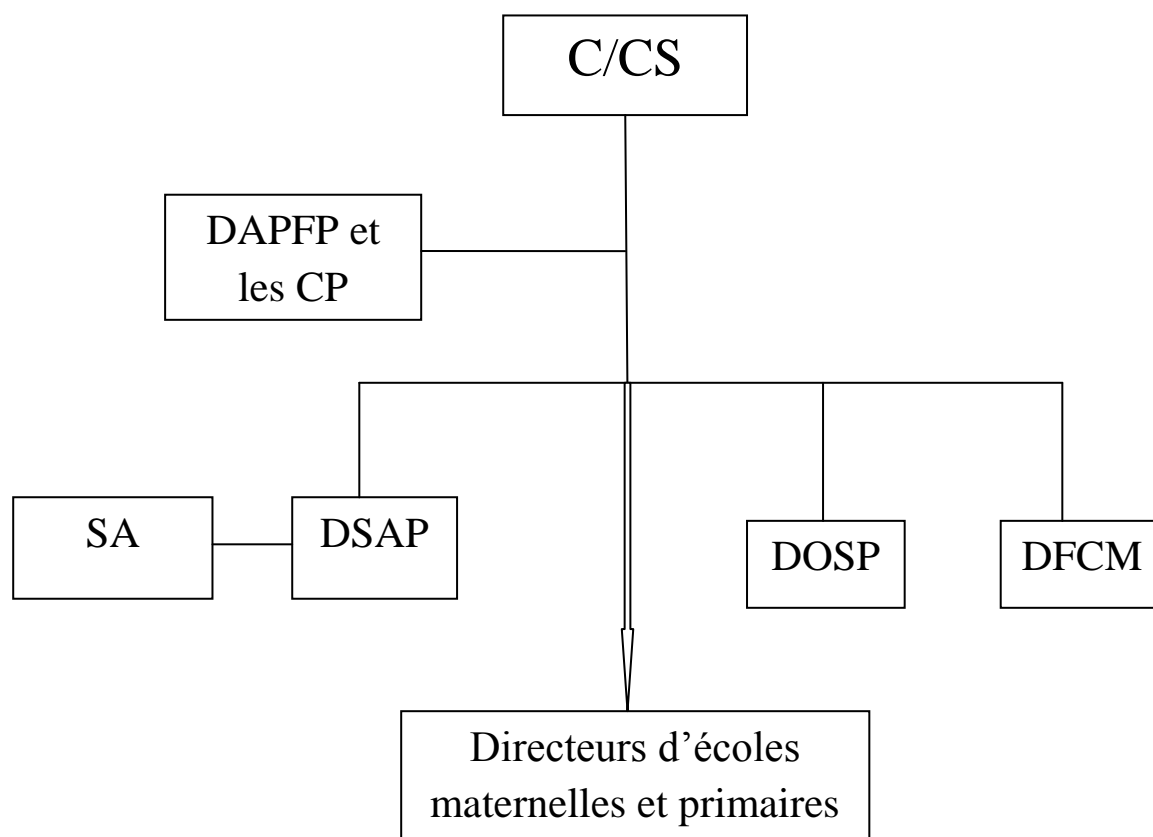 C/CS
DAPFP et
les CP
SA
DSAP
DOSP
DFCM
Directeurs d’écoles
maternelles et primaires